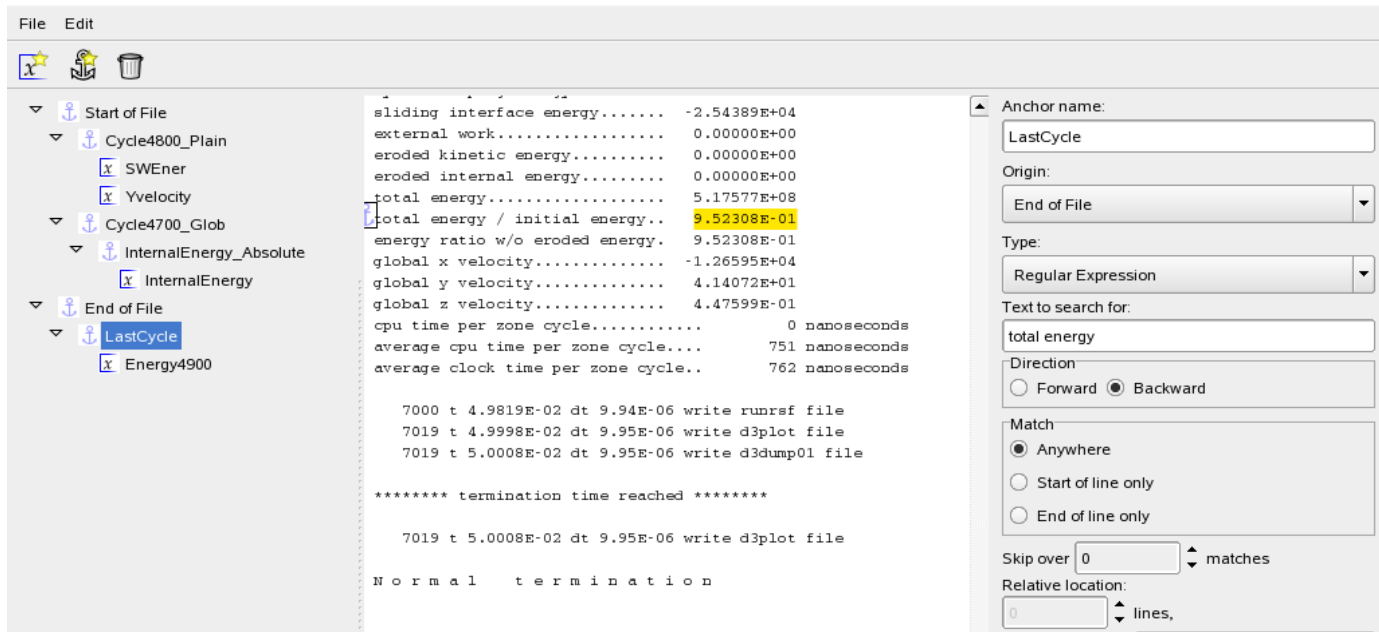 File Edit
Start of File
Cycle4800_Plain
x SWEner
x Yvelocity
Cycle4700_Glob
InternalEnergy_Absolute
x InternalEnergy
End of File
LastCycle
x Energy4900
sliding interface energy....... -2.54389E+04
external work.................. 0.00000E+00
eroded kinetic energy.......... 0.00000E+00
eroded internal energy......... 0.00000E+00
total energy................... 5.17577E+08
total energy / initial energy.. 9.52308E-01
energy ratio w/o eroded energy. 9.52308E-01
global x velocity.............. -1.26595E+04
global y velocity.............. 4.14072E+01
global z velocity.............. 4.47599E-01
cpu time per zone cycle............ 0 nanoseconds
average cpu time per zone cycle.... 751 nanoseconds
average clock time per zone cycle.. 762 nanoseconds
7000 t 4.9819E-02 dt 9.94E-06 write runrsf file
7019 t 4.9998E-02 dt 9.95E-06 write d3plot file
7019 t 5.0008E-02 dt 9.95E-06 write d3dump01 file
******** termination time reached ********
7019 t 5.0008E-02 dt 9.95E-06 write d3plot file
N o r m a l    t e r m i n a t i o n
Anchor name:
LastCycle
Origin:
End of File
Type:
Regular Expression
Text to search for:
total energy
Direction
Forward Backward
Match
Anywhere
Start of line only
End of line only
Skip over 0 matches
Relative location:
0 lines,